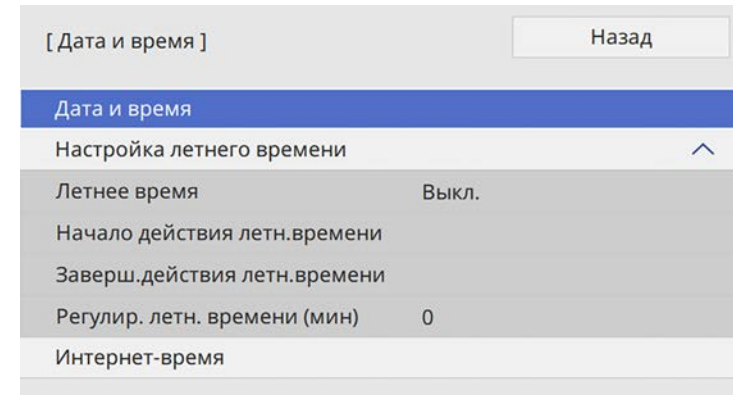 [ Дата и время ]
Назад
Дата и время
Настройка летнего времени
Летнее время Выкл.
Начало действия летн.времени
Заверш.действия летн.времени
Регулир. летн. времени (мин) 0
Интернет-время